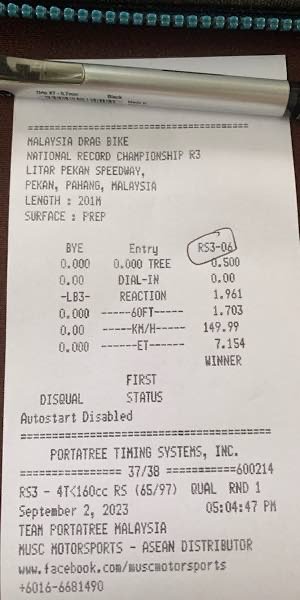 Black
=====================================
MALAYSIA DRAG BIKE
NATIONAL RECORD CHAMPIONSHIP R3
LITAR PEKAN SPEEDWAY,
PEKAN, PAHANG, MALAYSIA
LENGTH : 201M
SURFACE : PREP
BYE Entry RS3-06
0.000 0.000 TREE 0.500
0.00 DIAL-IN 0.00
-LB3- REACTION 1.961
0.000 ------60FT----- 1.703
0.00 ------KM/H------ 149.99
0.000 ------ET------- 7.154
WINNER
FIRST
DISQUAL STATUS
Autostart Disabled
=====================================
PORTATREE TIMING SYSTEMS, INC.
================ 37/38 ===========600214
RS3 - 4T<160cc RS (65/97) QUAL RND 1
September 2, 2023 05:04:47 PM
TEAM PORTATREE MALAYSIA
MUSC MOTORSPORTS - ASEAN DISTRIBUTOR
www.facebook.com/muscmotorsports
+6016-6681490